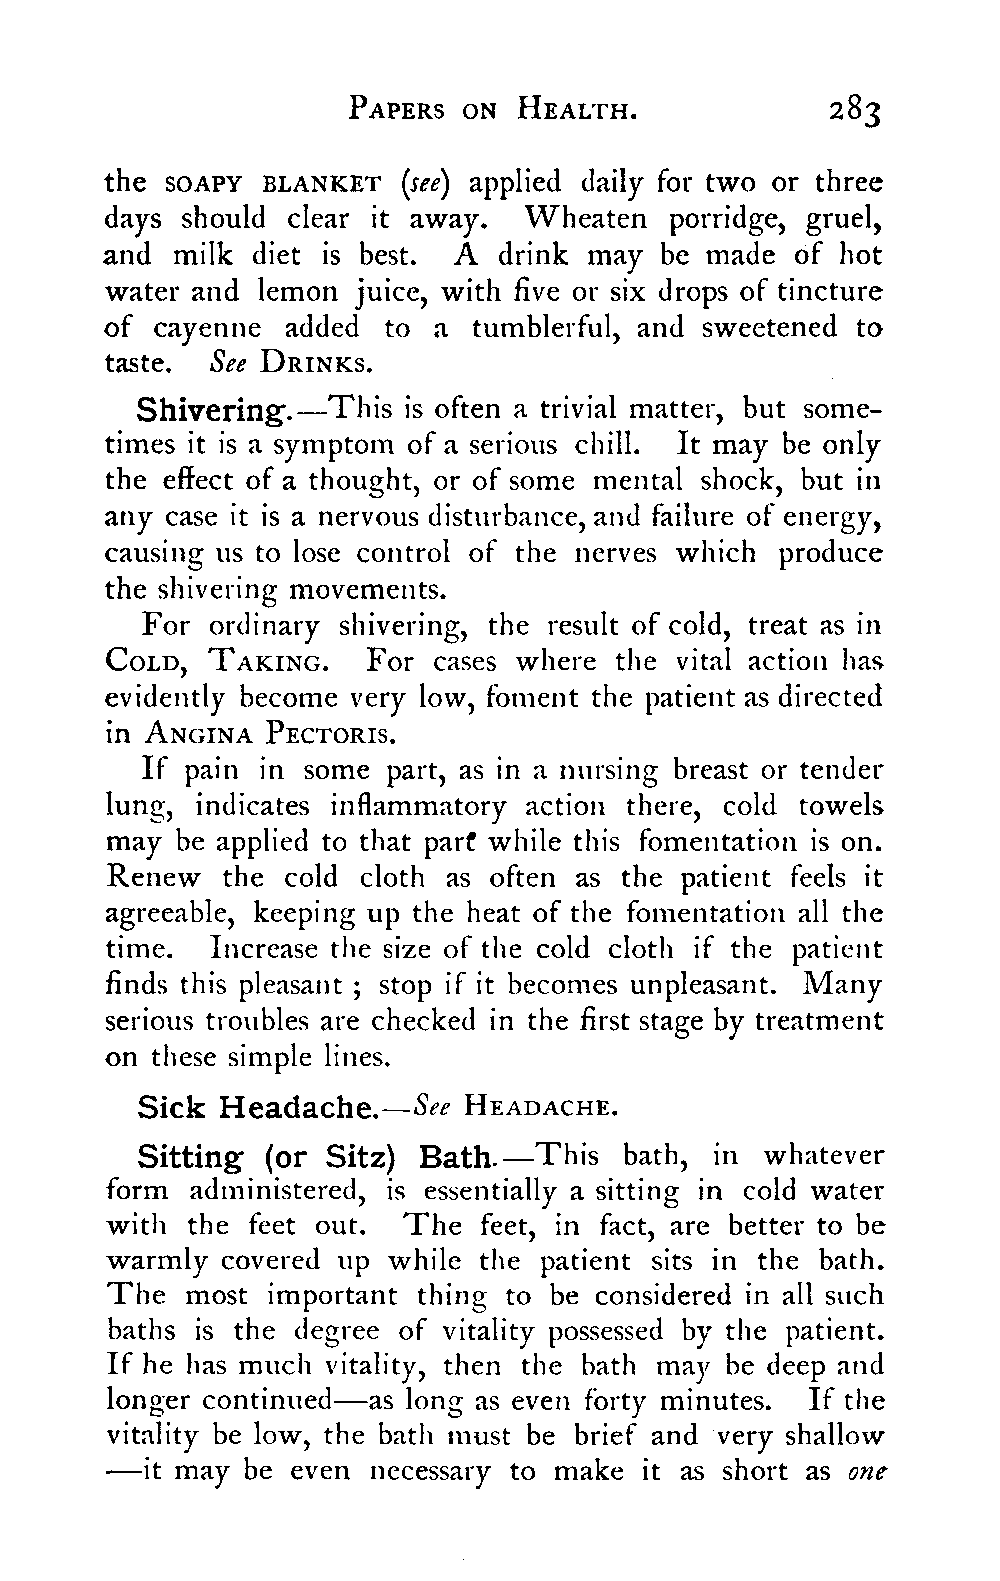 PAPERS ON HEALTH. 283
the SOAPY BLANKET (see) applied daily for two or three
days should clear it away. Wheaten porridge, gruel,
and milk diet is best. A drink may be made of hot
water and lemon juice, with five or six drops of tincture
of cayenne added to a tumblerful, and sweetened to
taste. See DRINKS.
Shivering.—This is often a trivial matter, but some-
times it is a symptom of a serious chill. It may be only
the effect of a thought, or of some mental shock, but in
any case it is a nervous disturbance, and failure of energy,
causing us to lose control of the nerves which produce
the shivering movements.
For ordinary shivering, the result of cold, treat as in
COLD, TAKING. For cases where the vital action has
evidently become very low, foment the patient as directed
in ANGINA PECTORIS.
If pain in some part, as in a nursing breast or tender
lung, indicates inflammatory action there, cold towels
may be applied to that part while this fomentation is on.
Renew the cold cloth as often as the patient feels it
agreeable, keeping up the heat of the fomentation all the
time. Increase the size of the cold cloth if the patient
finds this pleasant ; stop if it becomes unpleasant. Many
serious troubles are checked in the first stage by treatment
on these simple lines.
Sick Headache.—See HEADACHE.
Sitting (or Sitz) Bath.—This bath, in whatever
form administered, is essentially a sitting in cold water
with the feet out. The feet, in fact, are better to be
warmly covered up while the patient sits in the bath.
The most important thing to be considered in all such
baths is the degree of vitality possessed by the patient.
If he has much vitality, then the bath may be deep and
longer continued—as long as even forty minutes. If the
vitality be low, the bath must be brief and very shallow
—it may be even necessary to make it as short as one